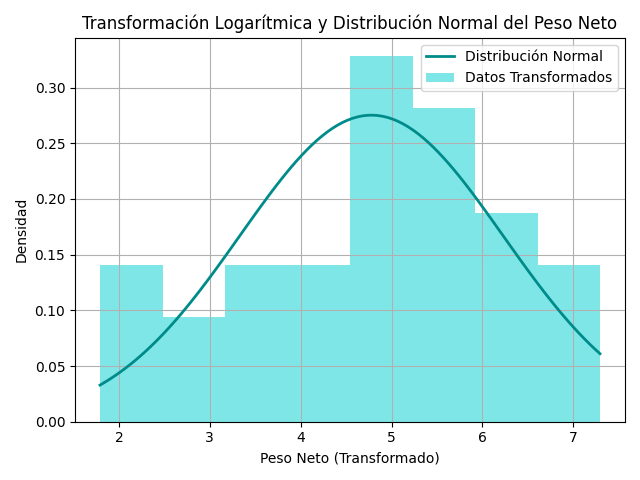 Transformación Logarítmica y Distribución Normal del Peso Neto
Distribución Normal
Datos Transformados
Densidad
0.30
0.25
0.20
0.15
0.10
0.05
0.00
2 3 4 5 6 7
Peso Neto (Transformado)